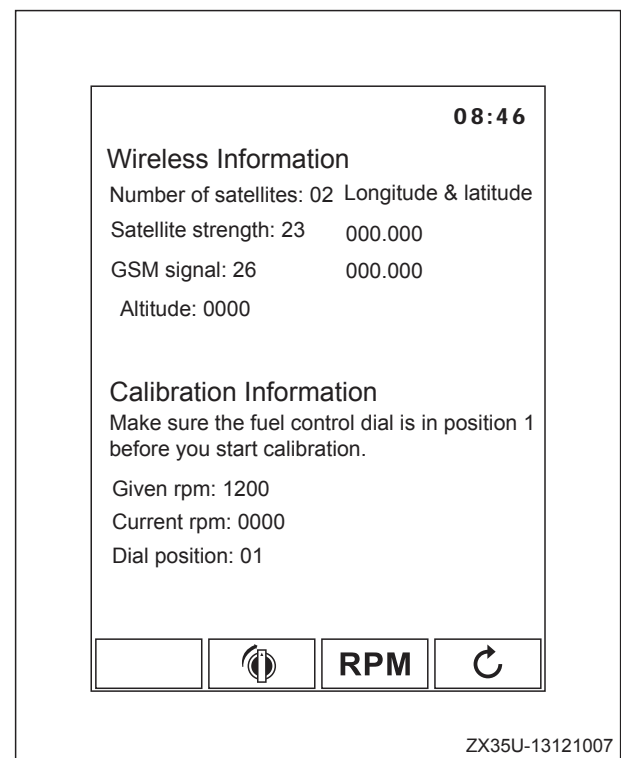 08:46
Wireless Information
Number of satellites: 02 Longitude & latitude
Satellite strength: 23 000.000
GSM signal: 26 000.000
Altitude: 0000
Calibration Information
Make sure the fuel control dial is in position 1
before you start calibration.
Given rpm: 1200
Current rpm: 0000
Dial position: 01
RPM
ZX35U-13121007